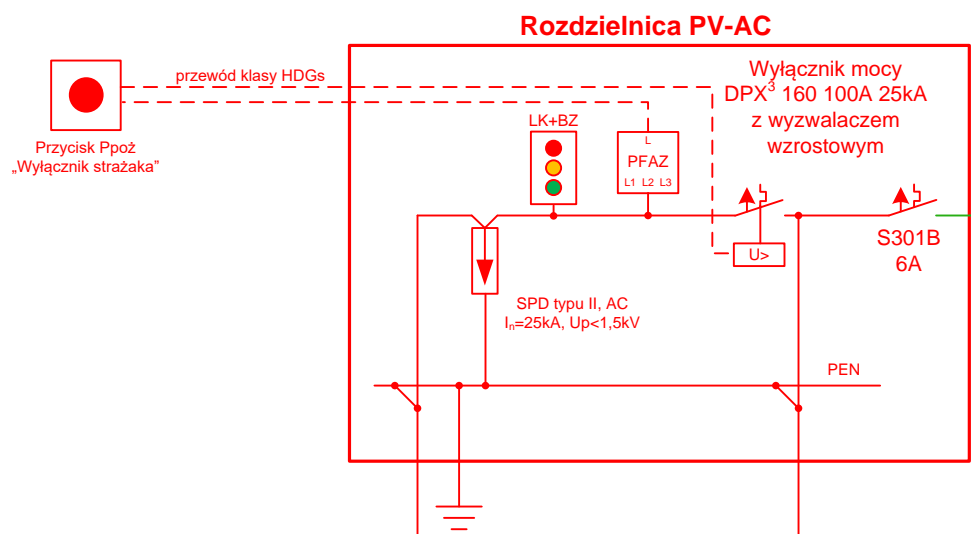 Rozdzielnica PV-AC
przewód klasy HDGs
Przycisk Ppoż
„Wyłącznik strażaka”
LK+BZ
L
PFAZ
L1 L2 L3
Wyłącznik mocy
DPX³ 160 100A 25kA
z wyzwalaczem
wzrostowym
U>
S301B
6A
SPD typu II, AC
Iₙ=25kA, Up<1,5kV
PEN